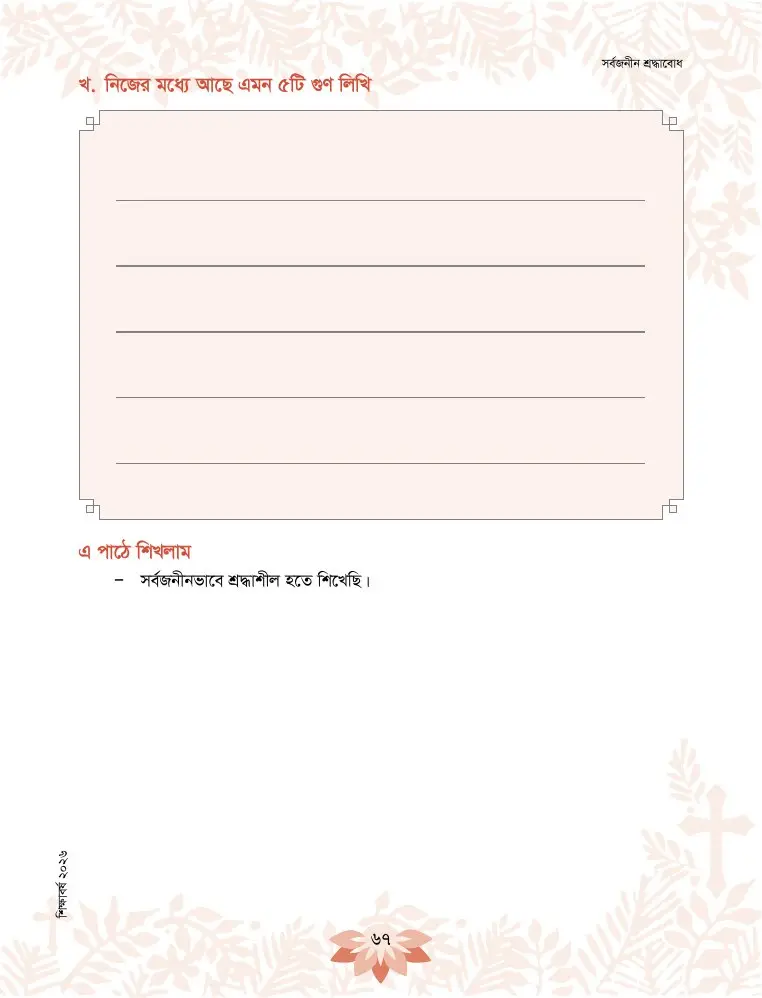 সর্বজনীন শ্রদ্ধাবোধ
খ. নিজের মধ্যে আছে এমন ৫টি গুণ লিখি
এ পাঠে শিখলাম
– সর্বজনীনভাবে শ্রদ্ধাশীল হতে শিখেছি।
শিক্ষাবর্ষ ২০২৬
৬৭